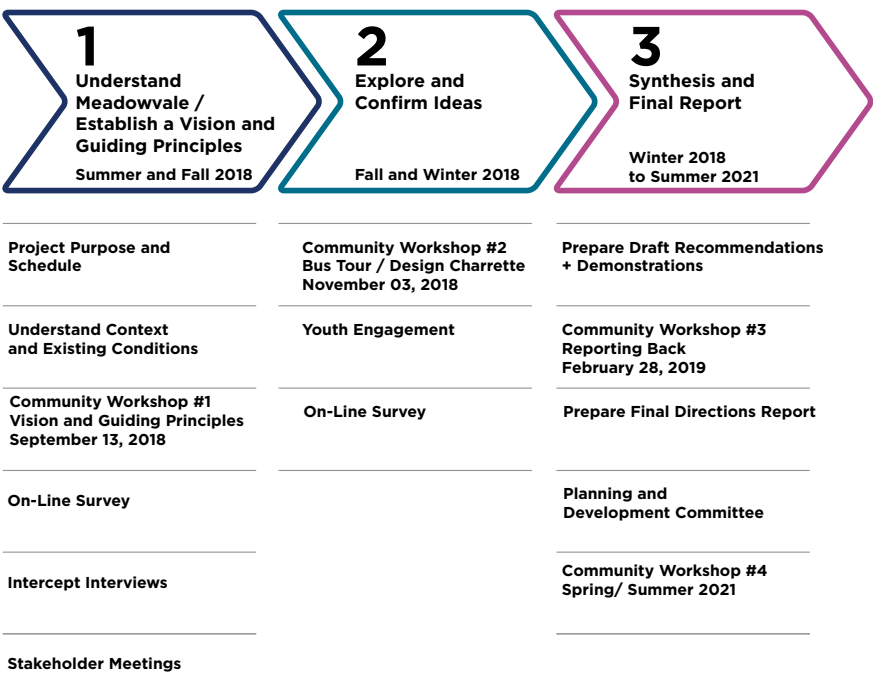 1
Understand
Meadowvale /
Establish a Vision and
Guiding Principles
Summer and Fall 2018
2
Explore and
Confirm Ideas
Fall and Winter 2018
3
Synthesis and
Final Report
Winter 2018
to Summer 2021
Project Purpose and
Schedule
Understand Context
and Existing Conditions
Community Workshop #1
Vision and Guiding Principles
September 13, 2018
On-Line Survey
Intercept Interviews
Stakeholder Meetings
Community Workshop #2
Bus Tour / Design Charrette
November 03, 2018
Youth Engagement
On-Line Survey
Prepare Draft Recommendations
+ Demonstrations
Community Workshop #3
Reporting Back
February 28, 2019
Prepare Final Directions Report
Planning and
Development Committee
Community Workshop #4
Spring/ Summer 2021